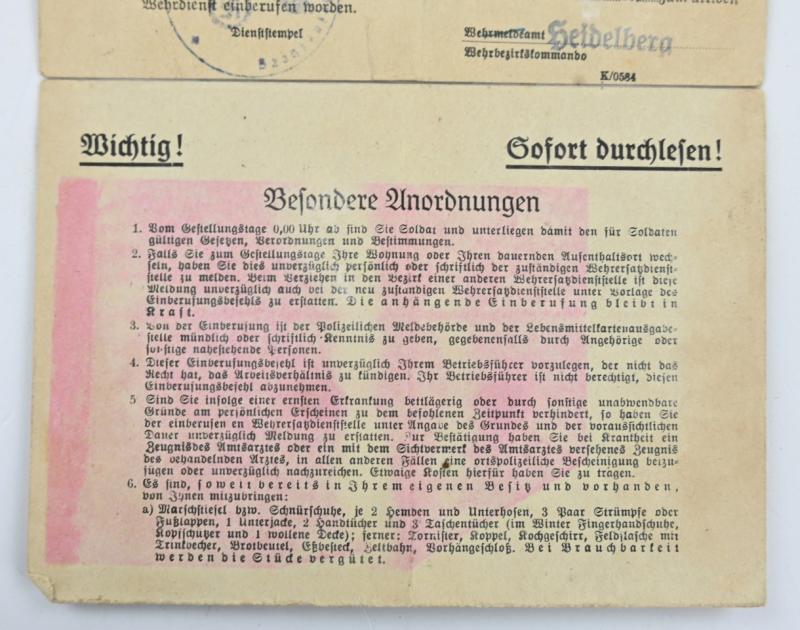 Wehrdienst einberufen worden.
Dienststempel
Wehrmeldeamt Heidelberg
Wehrbezirkskommando
K/0584
Wichtig!
Sofort durchlesen!
Besondere Anordnungen
1. Vom Gestellungstage 0,00 Uhr ab sind Sie Soldat und unterliegen damit den für Soldaten
gültigen Gesetzen, Verordnungen und Bestimmungen.
2. Falls Sie zum Gestellungstage Ihre Wohnung oder Ihren dauernden Aufenthaltsort wech-
seln, haben Sie dies unverzüglich persönlich oder schriftlich der zuständigen Wehrersatzdienst-
stelle zu melden. Beim Verziehen in den Bezirk einer anderen Wehrersatzdienststelle ist diese
Meldung unverzüglich auch bei der neu zuständigen Wehrersatzdienststelle unter Vorlage des
Einberufungsbefehls zu erstatten. Die anhängende Einberufung bleibt in
Kraft.
3. Von der Einberufung ist der Polizeilichen Meldebehörde und der Lebensmittelkartenausgabe-
stelle mündlich oder schriftlich Kenntnis zu geben, gegebenenfalls durch Angehörige oder
sonstige nahestehende Personen.
4. Dieser Einberufungsbefehl ist unverzüglich Ihrem Betriebsführer vorzulegen, der nicht das
Recht hat, das Arbeitsverhältnis zu kündigen. Ihr Betriebsführer ist nicht berechtigt, diesen
Einberufungsbefehl abzunehmen.
5 Sind Sie infolge einer ernsten Erkrankung bettlägerig oder durch sonstige unabwendbare
Gründe am persönlichen Erscheinen zu dem befohlenen Zeitpunkt verhindert, so haben Sie
der einberufen en Wehrersatzdienststelle unter Angabe des Grundes und der voraussichtlichen
Dauer unverzüglich Meldung zu erstatten. Zur Bestätigung haben Sie bei Krankheit ein
Zeugnis des Amtsarztes oder ein mit dem Sichtvermerk des Amtsarztes versehenes Zeugnis
des behandelnden Arztes, in allen anderen Fällen eine ortspolizeiliche Bescheinigung beizu-
fügen oder unverzüglich nachzureichen. Etwaige Kosten hierfür haben Sie zu tragen.
6. Es sind, soweit bereits in Ihrem eigenen Besitz und vorhanden,
von Ihnen mitzubringen:
a) Marschstiefel bzw. Schnürschuhe, je 2 Hemden und Unterhosen, 3 Paar Strümpfe oder
Fußlappen, 1 Unterjacke, 2 Handtücher und 3 Taschentücher (im Winter Fingerhandschuhe,
Kopfschützer und 1 wollene Decke); ferner: Tornister, Koppel, Kochgeschirr, Feldflasche mit
Trinkbecher, Brotbeutel, Eßbesteck, Zeltbahn, Vorhängeschloß. Bei Brauchbarkeit
werden die Stücke vergütet.